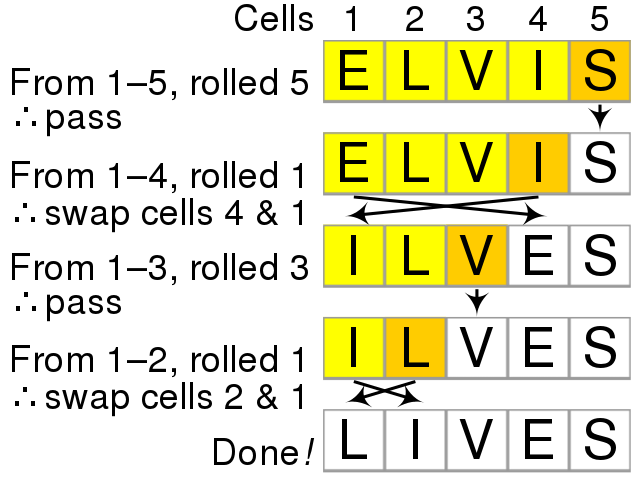 Cells 1 2 3 4 5
E L V I S
From 1–5, rolled 5
∴ pass
E L V I S
From 1–4, rolled 1
∴ swap cells 4 & 1
I L V E S
From 1–3, rolled 3
∴ pass
I L V E S
From 1–2, rolled 1
∴ swap cells 2 & 1
L I V E S
Done!